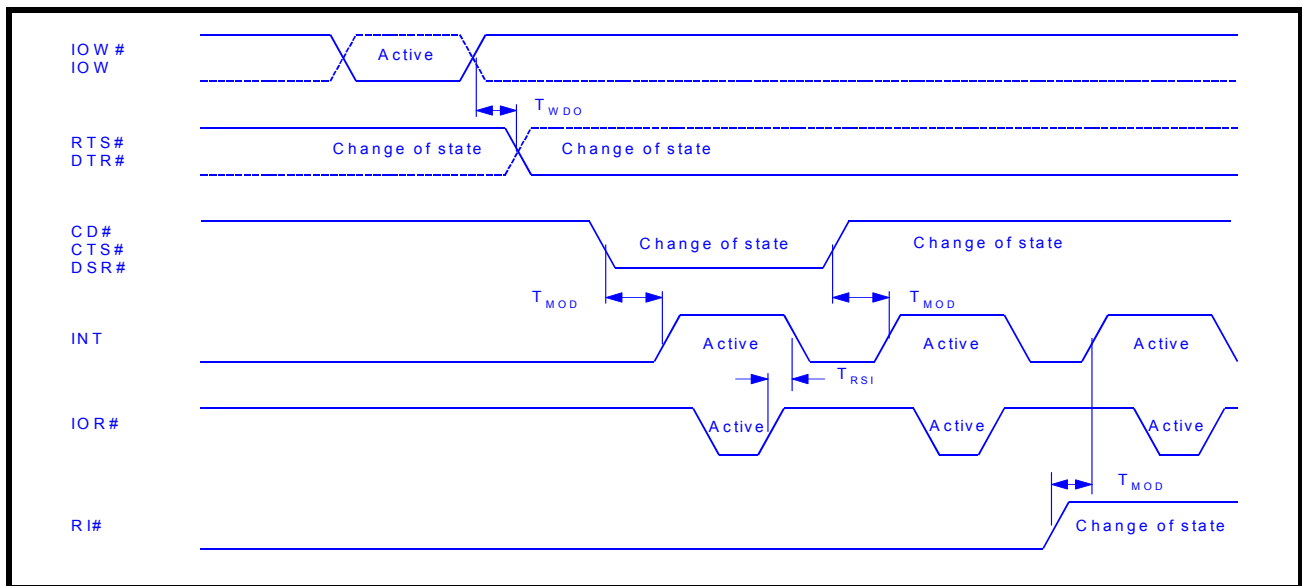 IOW#
IOW
Active
TWDO
RTS#
DTR#
Change of state
Change of state
CD#
CTS#
DSR#
Change of state
Change of state
TMOD
TMOD
INT
Active
Active
Active
TRSI
IOR#
Active
Active
Active
TMOD
RI#
Change of state